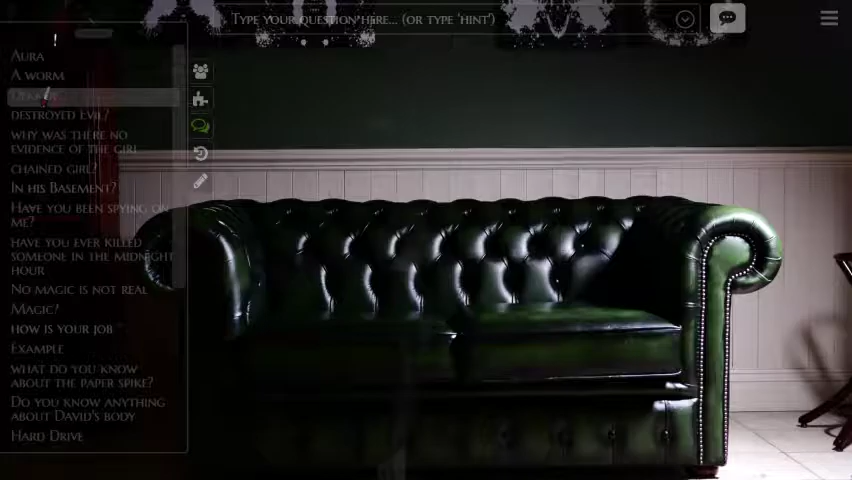 Type your question here... (or type 'hint')
Aura
A worm
destroyed Evil?
why was there no
evidence of the girl
chained girl?
In his Basement?
Have you been spying on
me?
have you ever killed
someone in the midnight
hour
No magic is not real
Magic?
how is your job
Example
what do you know
about the paper spike?
Do you know anything
about David's body
Hard Drive